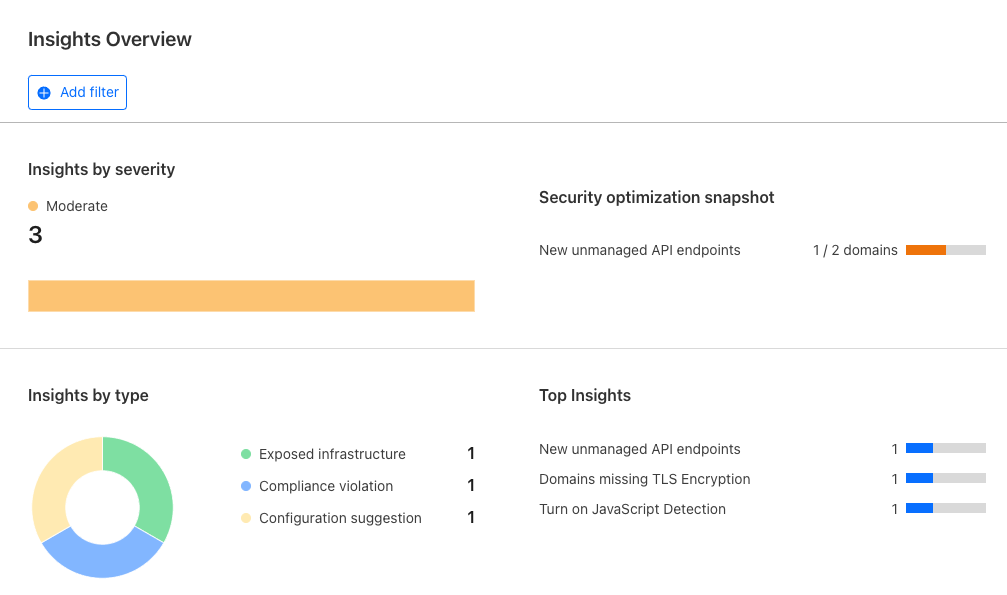 Insights Overview
Add filter
Insights by severity
Moderate
3
Security optimization snapshot
New unmanaged API endpoints 1 / 2 domains
Insights by type
Exposed infrastructure 1
Compliance violation 1
Configuration suggestion 1
Top Insights
New unmanaged API endpoints 1
Domains missing TLS Encryption 1
Turn on JavaScript Detection 1